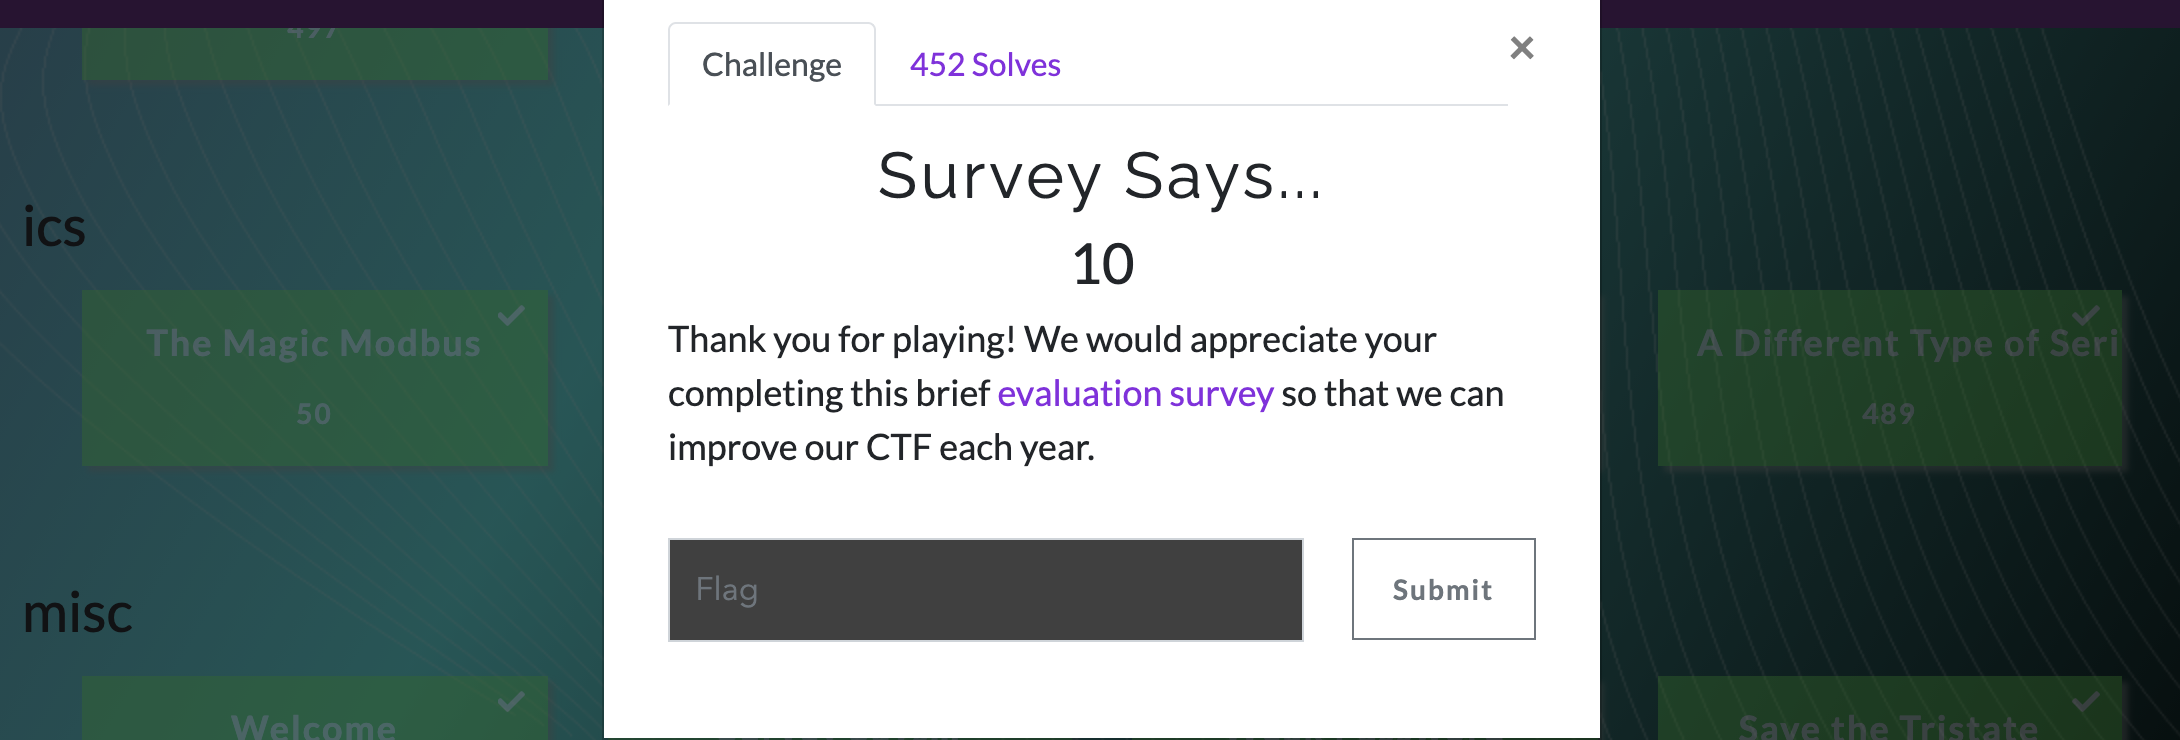 497
Challenge
452 Solves
×
Survey Says...
10
Thank you for playing! We would appreciate your
completing this brief evaluation survey so that we can
improve our CTF each year.
Flag
Submit
ics
The Magic Modbus
50
A Different Type of Seri
489
misc
Welcome
Save the Tristate